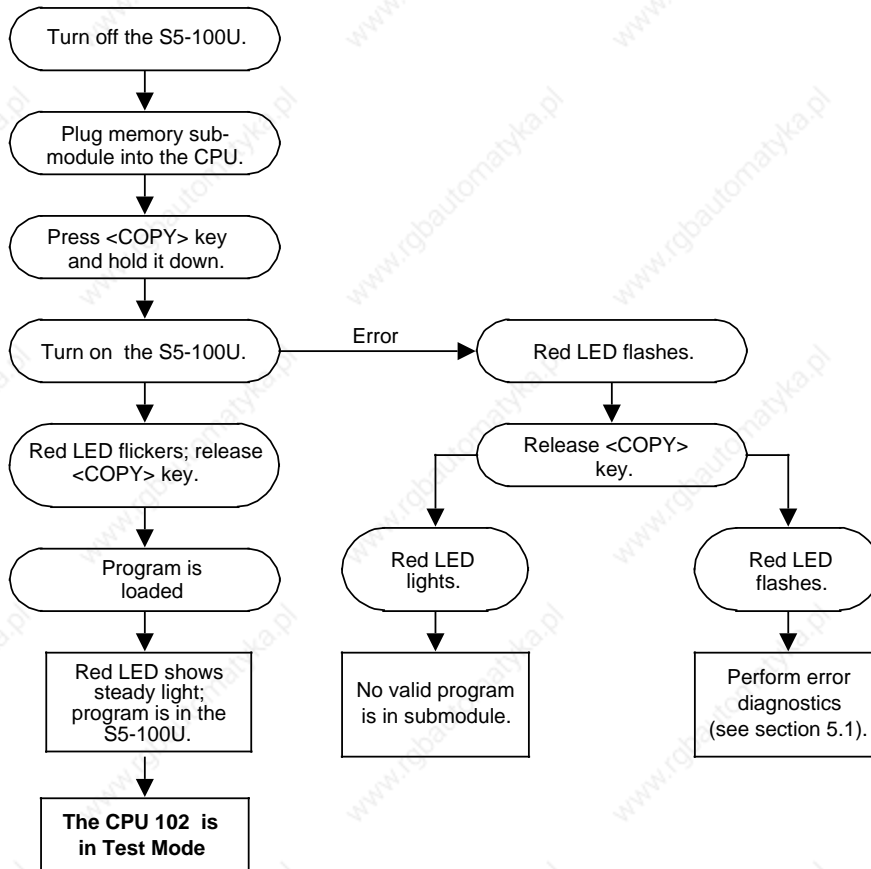 Turn off the S5-100U.
Plug memory sub-
module into the CPU.
Press <COPY> key
and hold it down.
Turn on the S5-100U.
Error
Red LED flashes.
Red LED flickers; release
<COPY> key.
Release <COPY>
key.
Program is
loaded
Red LED
lights.
Red LED
flashes.
Red LED shows
steady light;
program is in the
S5-100U.
No valid program
is in submodule.
Perform error
diagnostics
(see section 5.1).
The CPU 102 is
in Test Mode
www.rgbautomatyka.pl